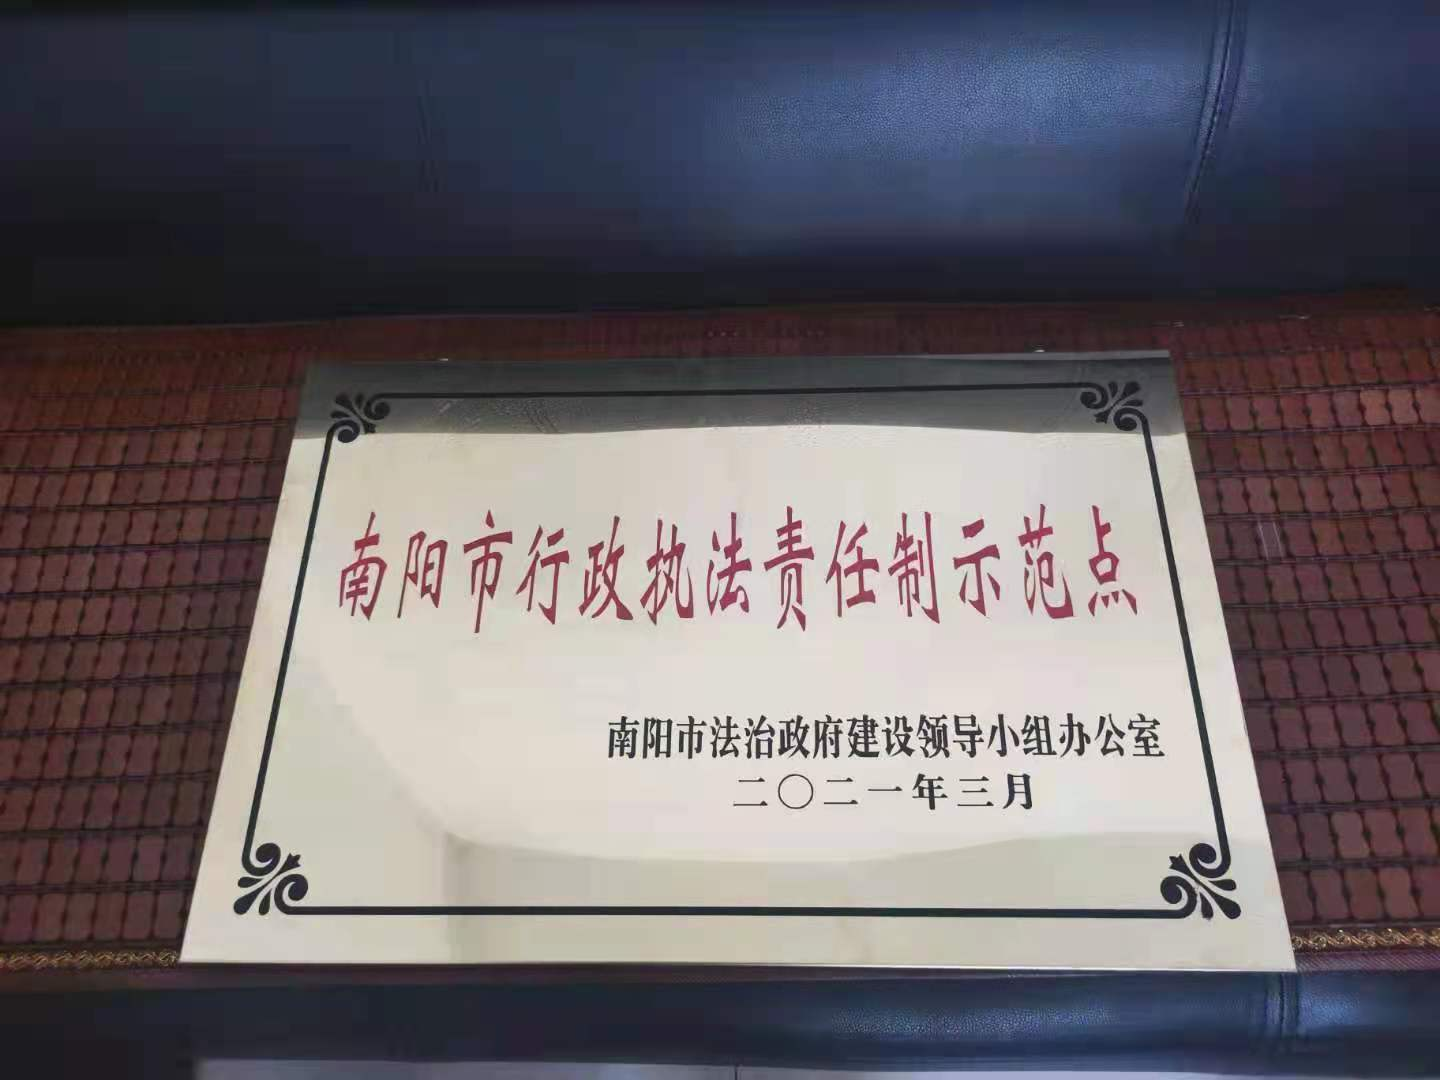 南阳市行政执法责任制示范点
南阳市法治政府建设领导小组办公室
二〇二一年三月